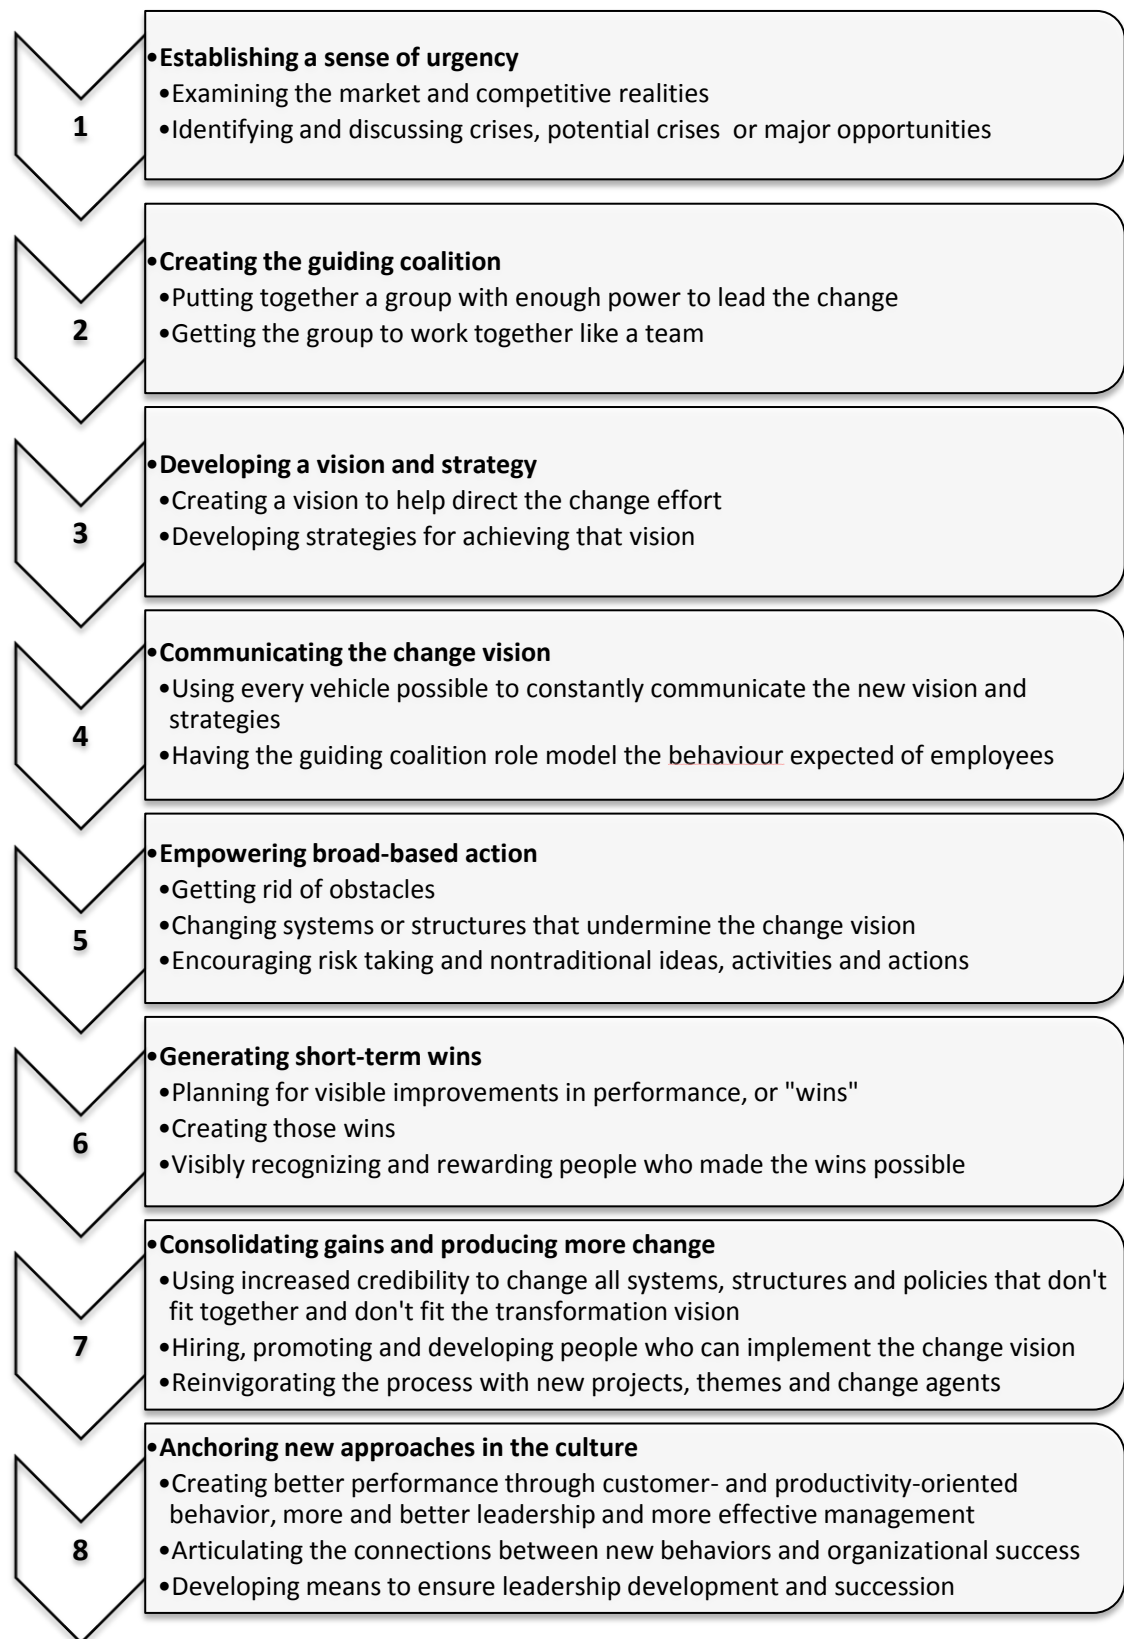 1
•Establishing a sense of urgency
•Examining the market and competitive realities
•Identifying and discussing crises, potential crises or major opportunities
2
•Creating the guiding coalition
•Putting together a group with enough power to lead the change
•Getting the group to work together like a team
3
•Developing a vision and strategy
•Creating a vision to help direct the change effort
•Developing strategies for achieving that vision
4
•Communicating the change vision
•Using every vehicle possible to constantly communicate the new vision and
strategies
•Having the guiding coalition role model the behaviour expected of employees
5
•Empowering broad-based action
•Getting rid of obstacles
•Changing systems or structures that undermine the change vision
•Encouraging risk taking and nontraditional ideas, activities and actions
6
•Generating short-term wins
•Planning for visible improvements in performance, or "wins"
•Creating those wins
•Visibly recognizing and rewarding people who made the wins possible
7
•Consolidating gains and producing more change
•Using increased credibility to change all systems, structures and policies that don't
fit together and don't fit the transformation vision
•Hiring, promoting and developing people who can implement the change vision
•Reinvigorating the process with new projects, themes and change agents
8
•Anchoring new approaches in the culture
•Creating better performance through customer- and productivity-oriented
behavior, more and better leadership and more effective management
•Articulating the connections between new behaviors and organizational success
•Developing means to ensure leadership development and succession